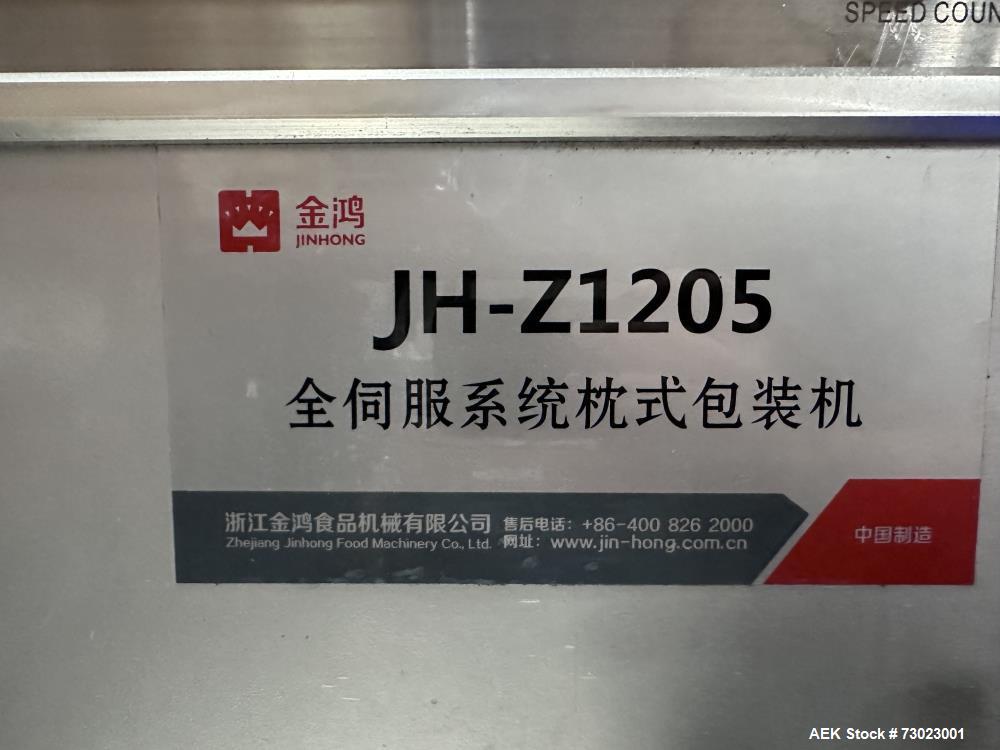 SPEED COUN
金鸿
JINHONG
JH-Z1205
全伺服系统枕式包装机
浙江金鸿食品机械有限公司
Zhejiang Jinhong Food Machinery Co., Ltd.
售后电话：+86-400 826 2000
网址：www.jin-hong.com.cn
中国制造
AEK Stock # 73023001